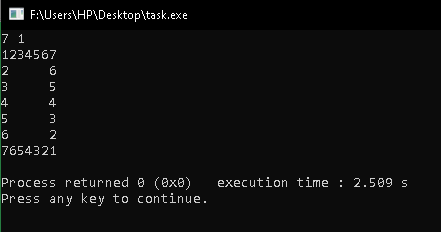 F:\Users\HP\Desktop\task.exe
7 1
1234567
2     6
3     5
4     4
5     3
6     2
7654321
Process returned 0 (0x0)   execution time : 2.509 s
Press any key to continue.